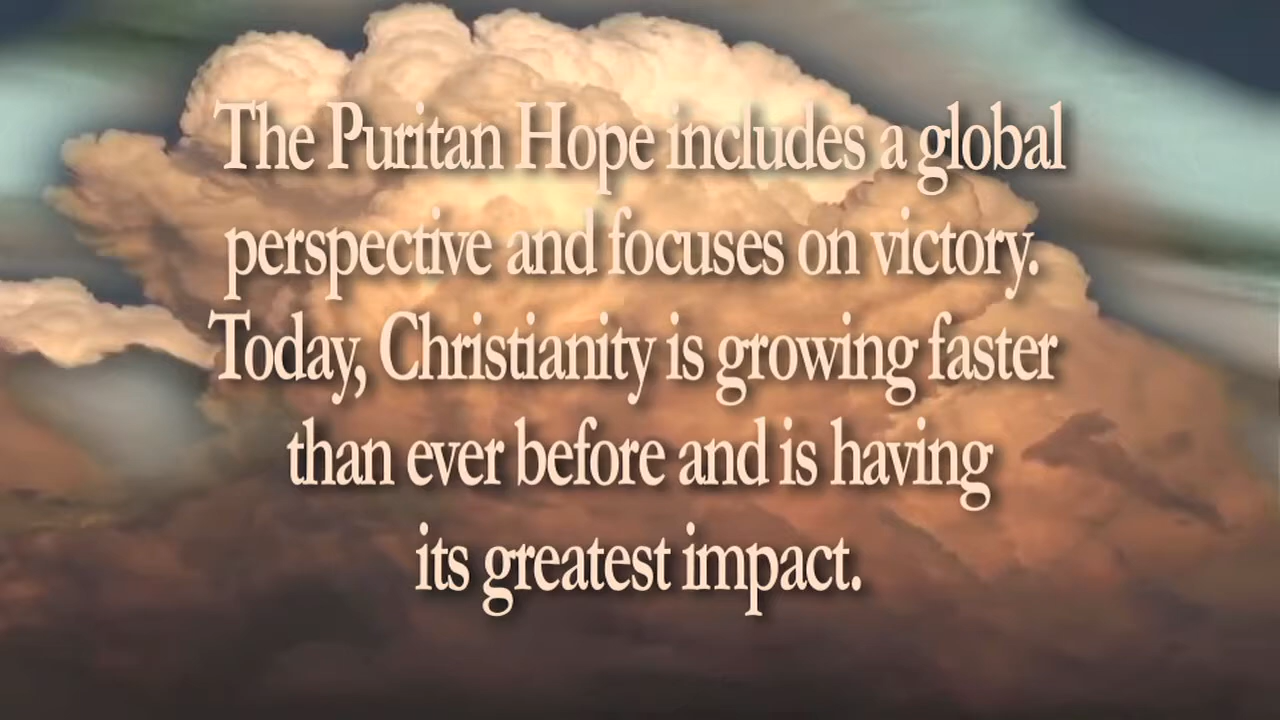 The Puritan Hope includes a global
perspective and focuses on victory.
Today, Christianity is growing faster
than ever before and is having
its greatest impact.